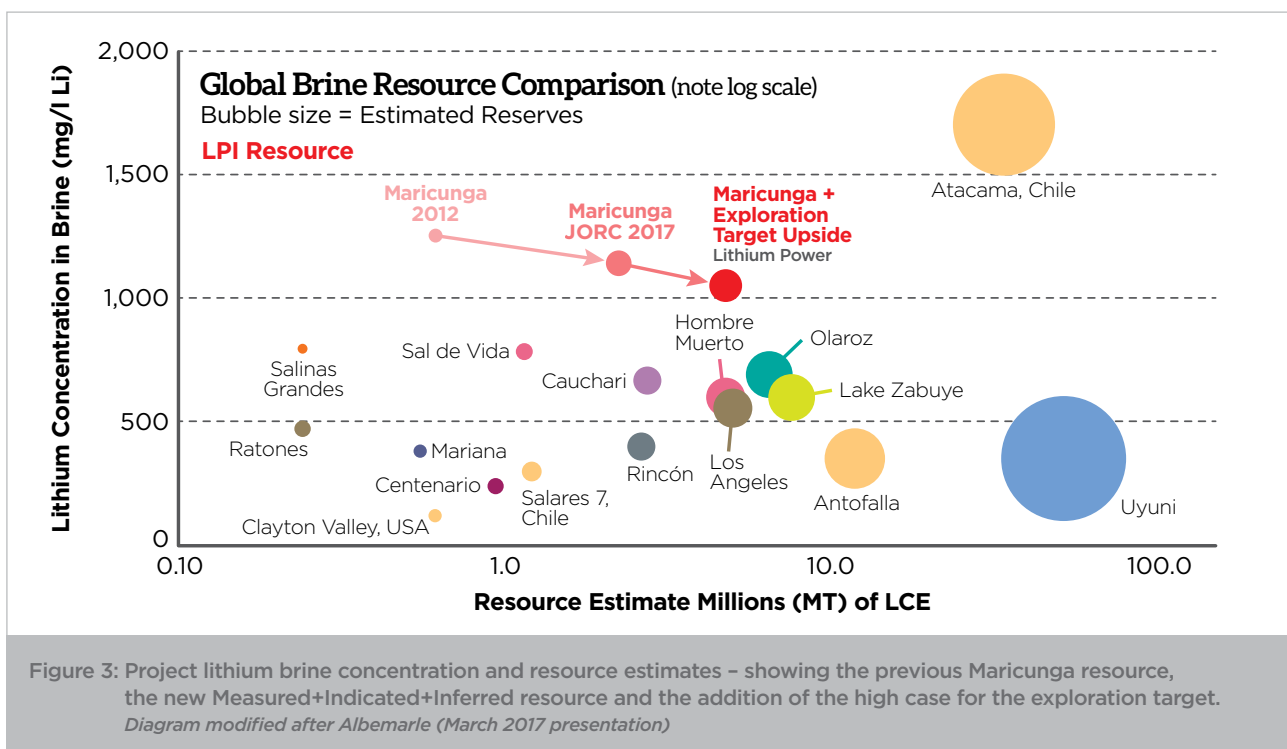 2,000
Global Brine Resource Comparison (note log scale)
Bubble size = Estimated Reserves
LPI Resource
1,500
1,000
500
0
Lithium Concentration in Brine (mg/l Li)
Atacama, Chile
Maricunga
2012
Maricunga
JORC 2017
Maricunga +
Exploration
Target Upside
Lithium Power
Salinas
Grandes
Sal de Vida
Cauchari
Hombre
Muerto
Olaroz
Lake Zabuye
Ratones
Mariana
Centenario
Clayton Valley, USA
Salares 7,
Chile
Rincón
Los
Angeles
Antofalla
Uyuni
0.10
1.0
10.0
100.0
Resource Estimate Millions (MT) of LCE
Figure 3: Project lithium brine concentration and resource estimates – showing the previous Maricunga resource,
the new Measured+Indicated+Inferred resource and the addition of the high case for the exploration target.
Diagram modified after Albemarle (March 2017 presentation)